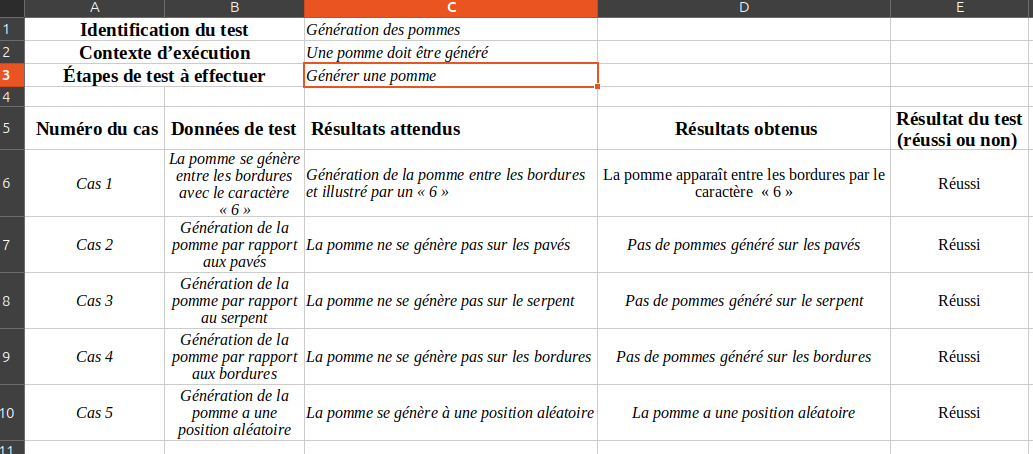 A B C D E
1 Identification du test Génération des pommes
2 Contexte d’exécution Une pomme doit être généré
3 Étapes de test à effectuer Générer une pomme
4
5 Numéro du cas Données de test Résultats attendus Résultats obtenus Résultat du test
(réussi ou non)
6 Cas 1 La pomme se génère
entre les bordures
avec le caractère
« 6 »
Génération de la pomme entre les bordures
et illustré par un « 6 »
La pomme apparaît entre les bordures par le
caractère « 6 »
Réussi
7 Cas 2 Génération de la
pomme par rapport
aux pavés
La pomme ne se génère pas sur les pavés
Pas de pommes généré sur les pavés
Réussi
8 Cas 3 Génération de la
pomme par rapport
au serpent
La pomme ne se génère pas sur le serpent
Pas de pommes généré sur le serpent
Réussi
9 Cas 4 Génération de la
pomme par rapport
aux bordures
La pomme ne se génère pas sur les bordures
Pas de pommes généré sur les bordures
Réussi
10 Cas 5 Génération de la
pomme a une
position aléatoire
La pomme se génère à une position aléatoire
La pomme a une position aléatoire
Réussi
11